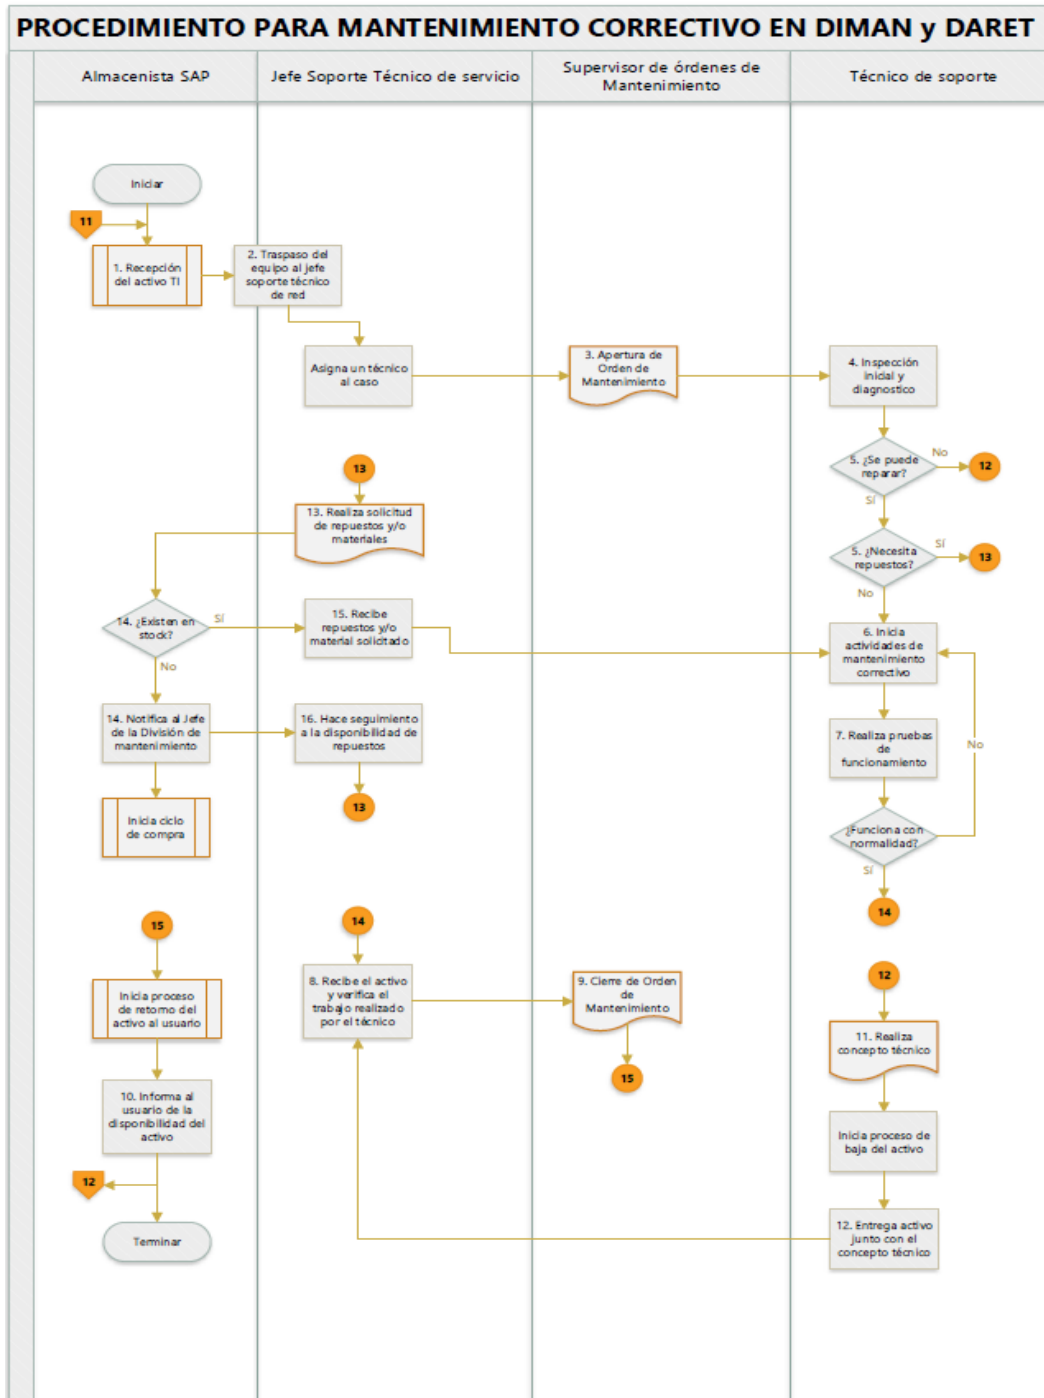 PROCEDIMIENTO PARA MANTENIMIENTO CORRECTIVO EN DIMAN y DARET
Almacenista SAP
Jefe Soporte Técnico de servicio
Supervisor de órdenes de
Mantenimiento
Técnico de soporte
Iniciar
11
1. Recepción
del activo TI
2. Traspaso del
equipo al jefe
soporte técnico
de red
Asigna un técnico
al caso
3. Apertura de
Orden de
Mantenimiento
4. Inspección
inicial y
diagnostico
5. ¿Se puede
reparar?
No
12
Sí
13
13. Realiza solicitud
de repuestos y/o
materiales
5. ¿Necesita
repuestos?
Sí
13
No
14. ¿Existen en
stock?
Sí
No
15. Recibe
repuestos y/o
material solicitado
6. Inicia
actividades de
mantenimiento
correctivo
14. Notifica al Jefe
de la División de
mantenimiento
16. Hace seguimiento
a la disponibilidad de
repuestos
7. Realiza pruebas
de
funcionamiento
No
Inicia ciclo
de compra
13
¿Funciona con
normalidad?
Sí
14
15
14
12
Inicia proceso
de retorno del
activo al usuario
8. Recibe el activo
y verifica el
trabajo realizado
por el técnico
9. Cierre de Orden
de
Mantenimiento
15
11. Realiza
concepto técnico
10. Informa al
usuario de la
disponibilidad del
activo
Inicia proceso de
baja del activo
12
Terminar
12. Entrega activo
junto con el
concepto técnico